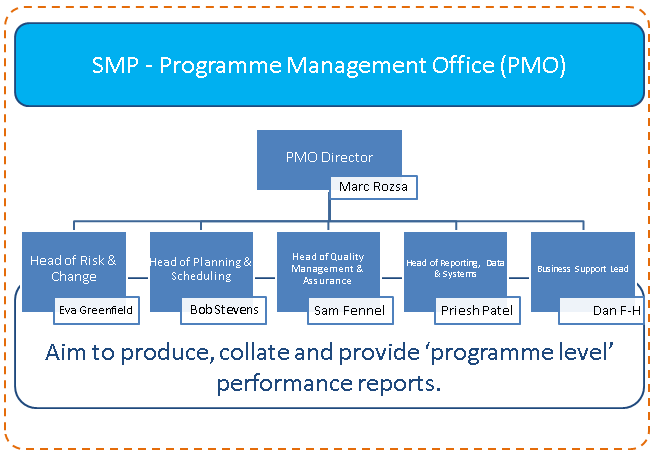 SMP - Programme Management Office (PMO)
PMO Director
Marc Rozsa
Head of Risk &
Change
Eva Greenfield
Head of Planning &
Scheduling
Bob Stevens
Head of Quality
Management &
Assurance
Sam Fennel
Head of Reporting, Data
& Systems
Priesh Patel
Business Support Lead
Dan F-H
Aim to produce, collate and provide ‘programme level’
performance reports.